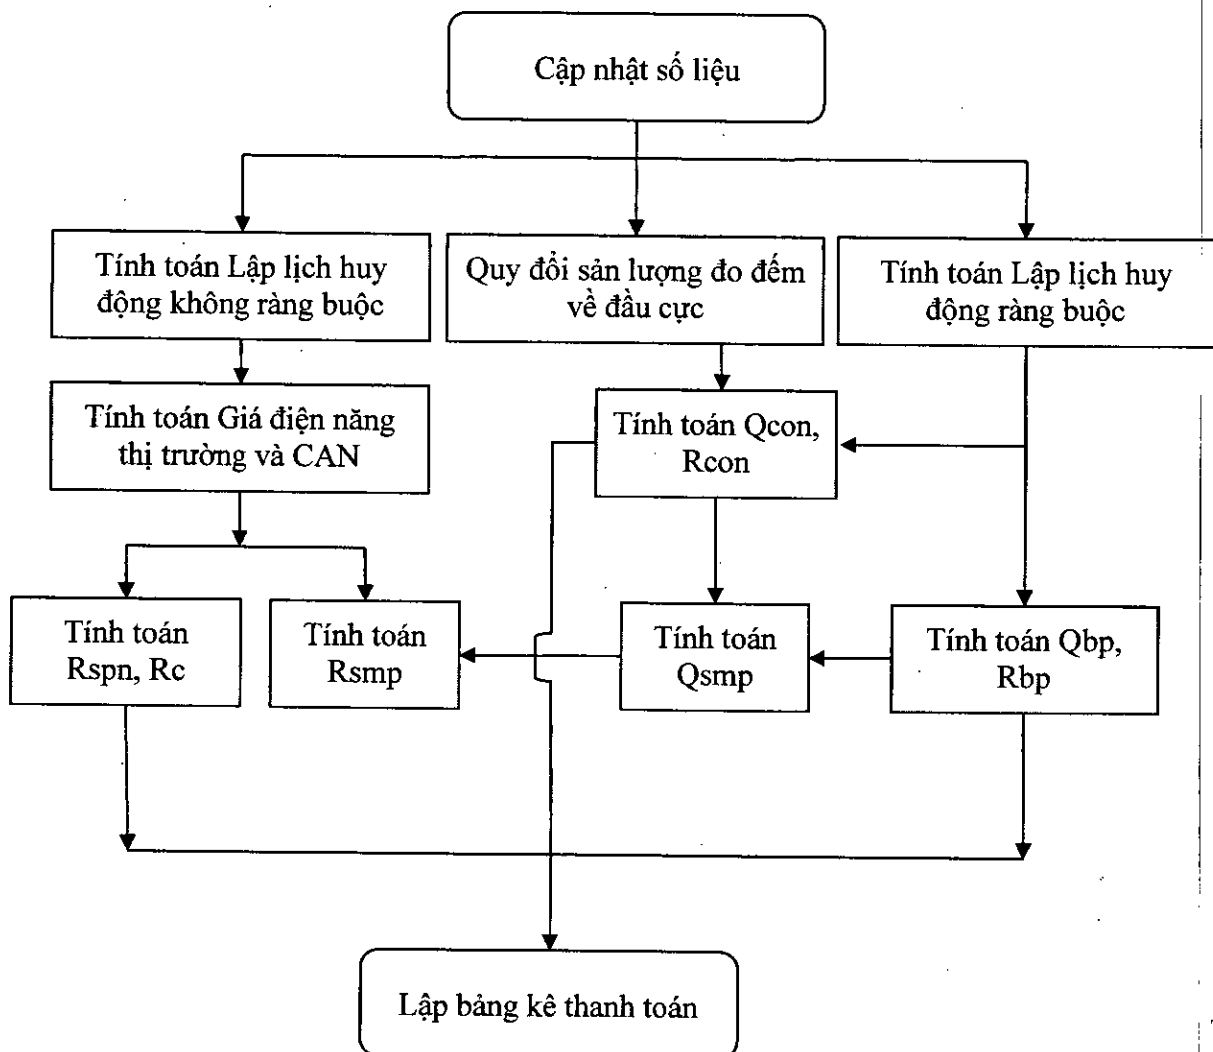 Cập nhật số liệu
Tính toán Lập lịch huy
động không ràng buộc
Quy đổi sản lượng đo đếm
về đầu cực
Tính toán Lập lịch huy
động ràng buộc
Tính toán Giá điện năng
thị trường và CAN
Tính toán Qcon,
Rcon
Tính toán
Rspn, Rc
Tính toán
Rsmp
Tính toán
Qsmp
Tính toán Qbp,
Rbp
Lập bảng kê thanh toán